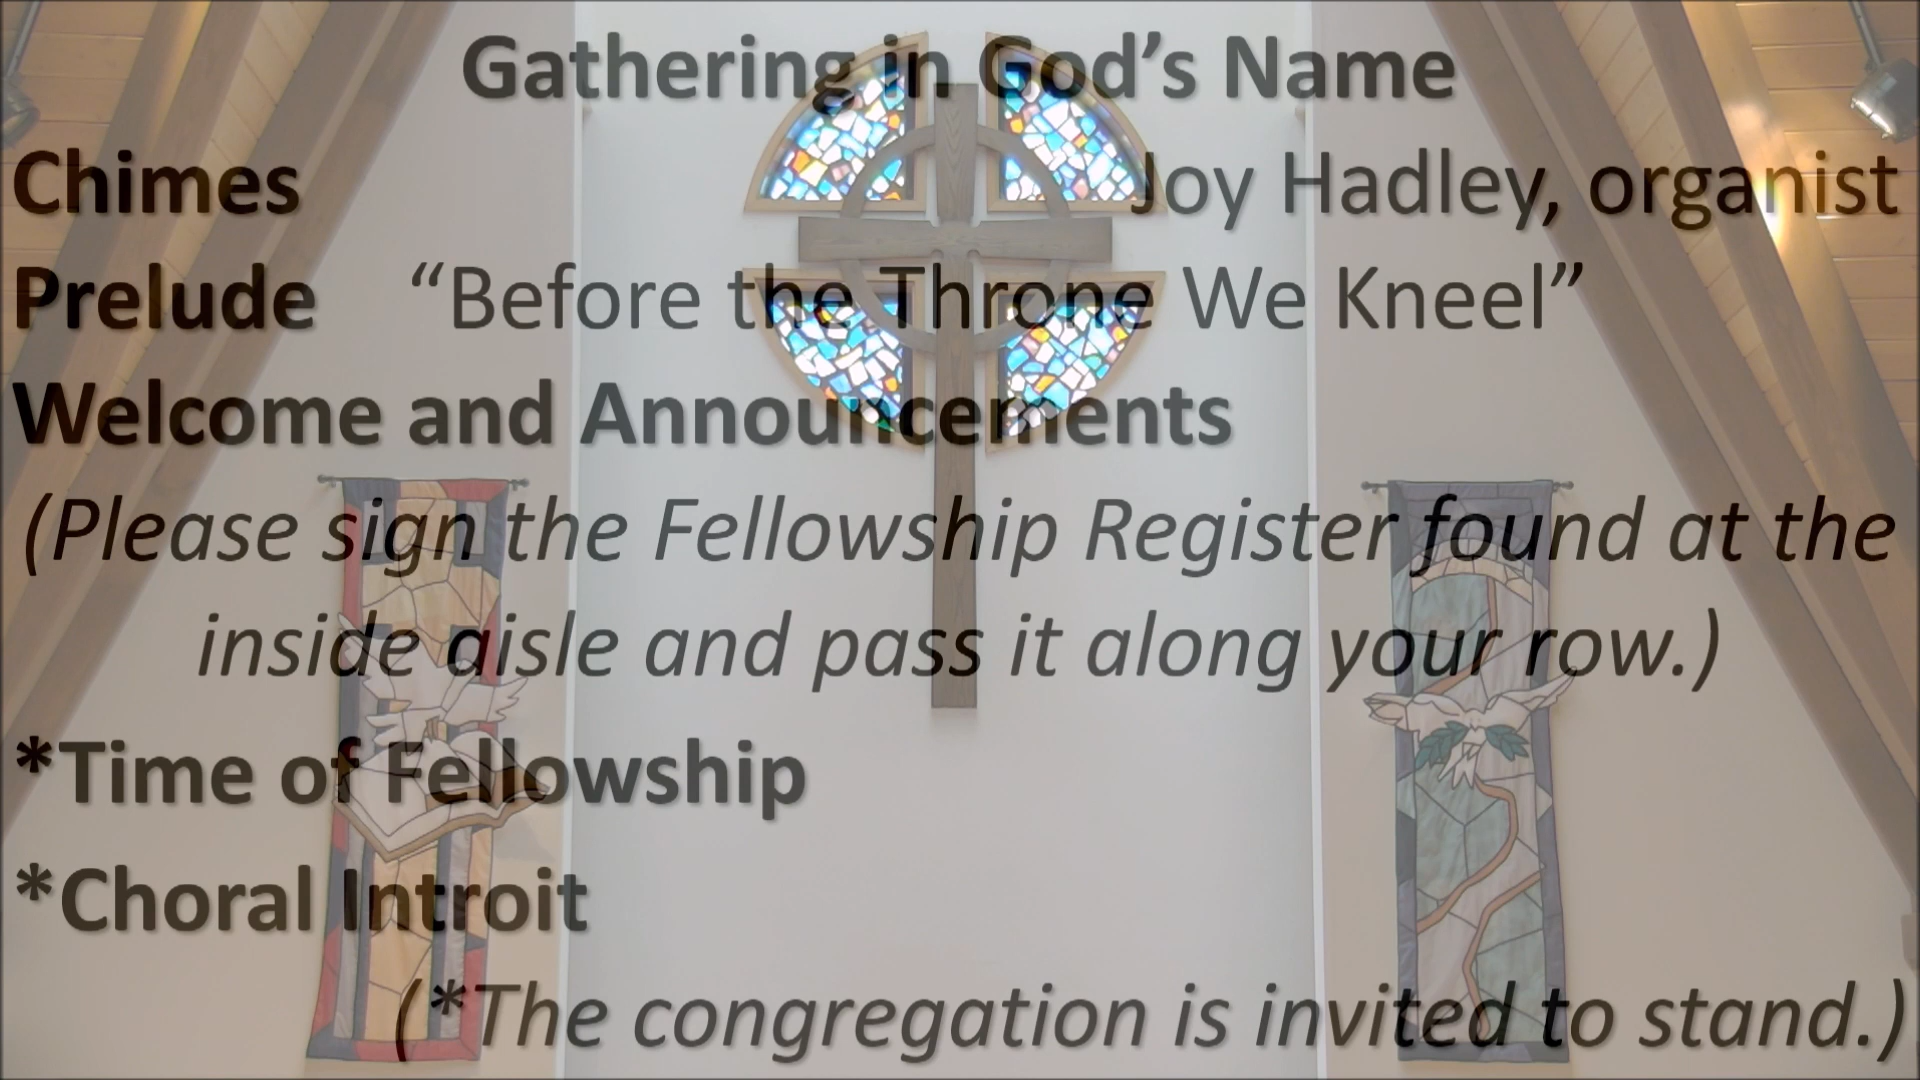 Gathering in God’s Name
Chimes Joy Hadley, organist
Prelude “Before the Throne We Kneel”
Welcome and Announcements
(Please sign the Fellowship Register found at the
inside aisle and pass it along your row.)
*Time of Fellowship
*Choral Introit
(*The congregation is invited to stand.)